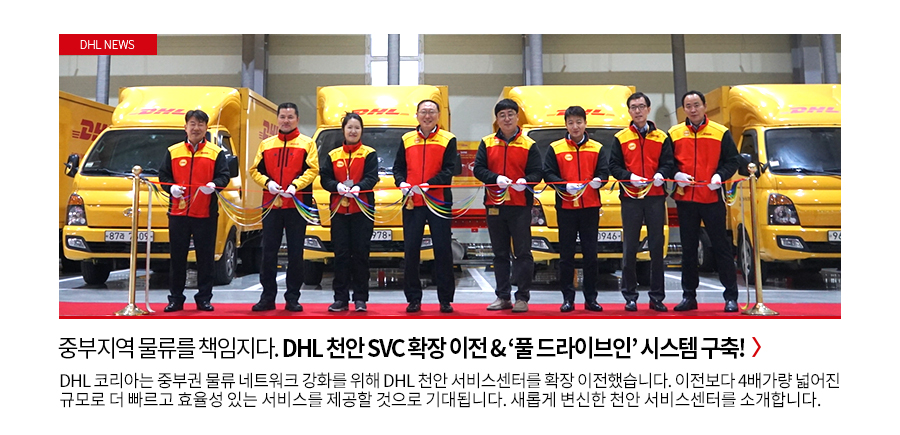 DHL NEWS
DHL
DHL
DHL
DHL
978
0946
중부지역 물류를 책임지다. DHL 천안 SVC 확장 이전 & ‘풀 드라이브인’ 시스템 구축! 〉
DHL 코리아는 중부권 물류 네트워크 강화를 위해 DHL 천안 서비스센터를 확장 이전했습니다. 이전보다 4배가량 넓어진
규모로 더 빠르고 효율성 있는 서비스를 제공할 것으로 기대됩니다. 새롭게 변신한 천안 서비스센터를 소개합니다.